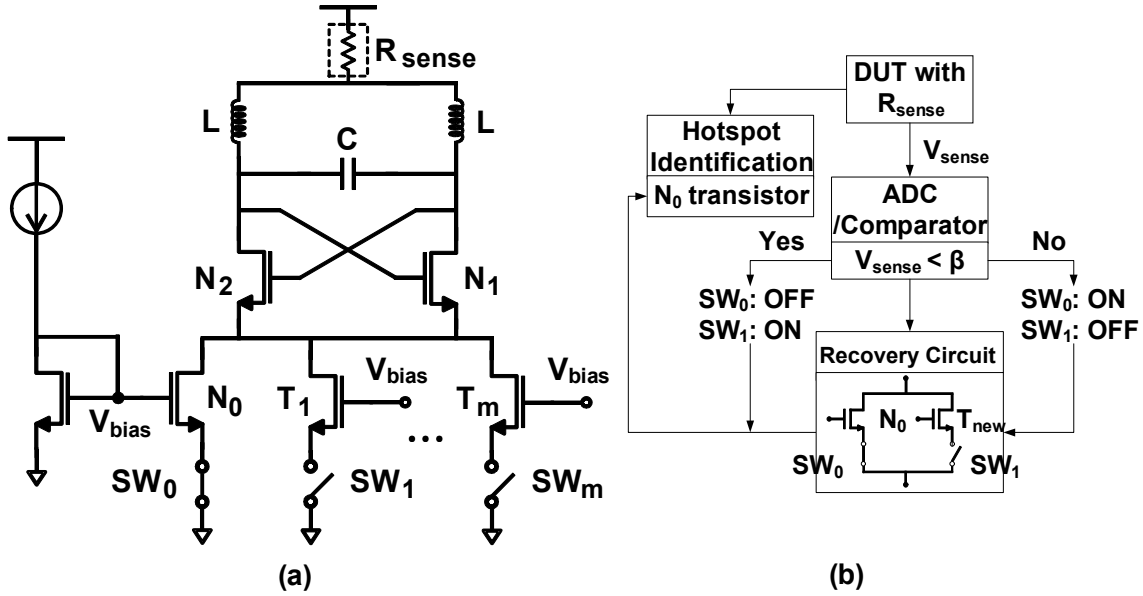 R sense
L
L
C
N2
N1
Vbias
N0
T1
Vbias
...
Tm
Vbias
SW0
SW1
SWm
(a)
DUT with
Rsense
Hotspot
Identification
N0 transistor
Vsense
ADC
/Comparator
Vsense < β
Yes
No
SW0: OFF
SW1: ON
SW0: ON
SW1: OFF
Recovery Circuit
N0
Tnew
SW0
SW1
(b)